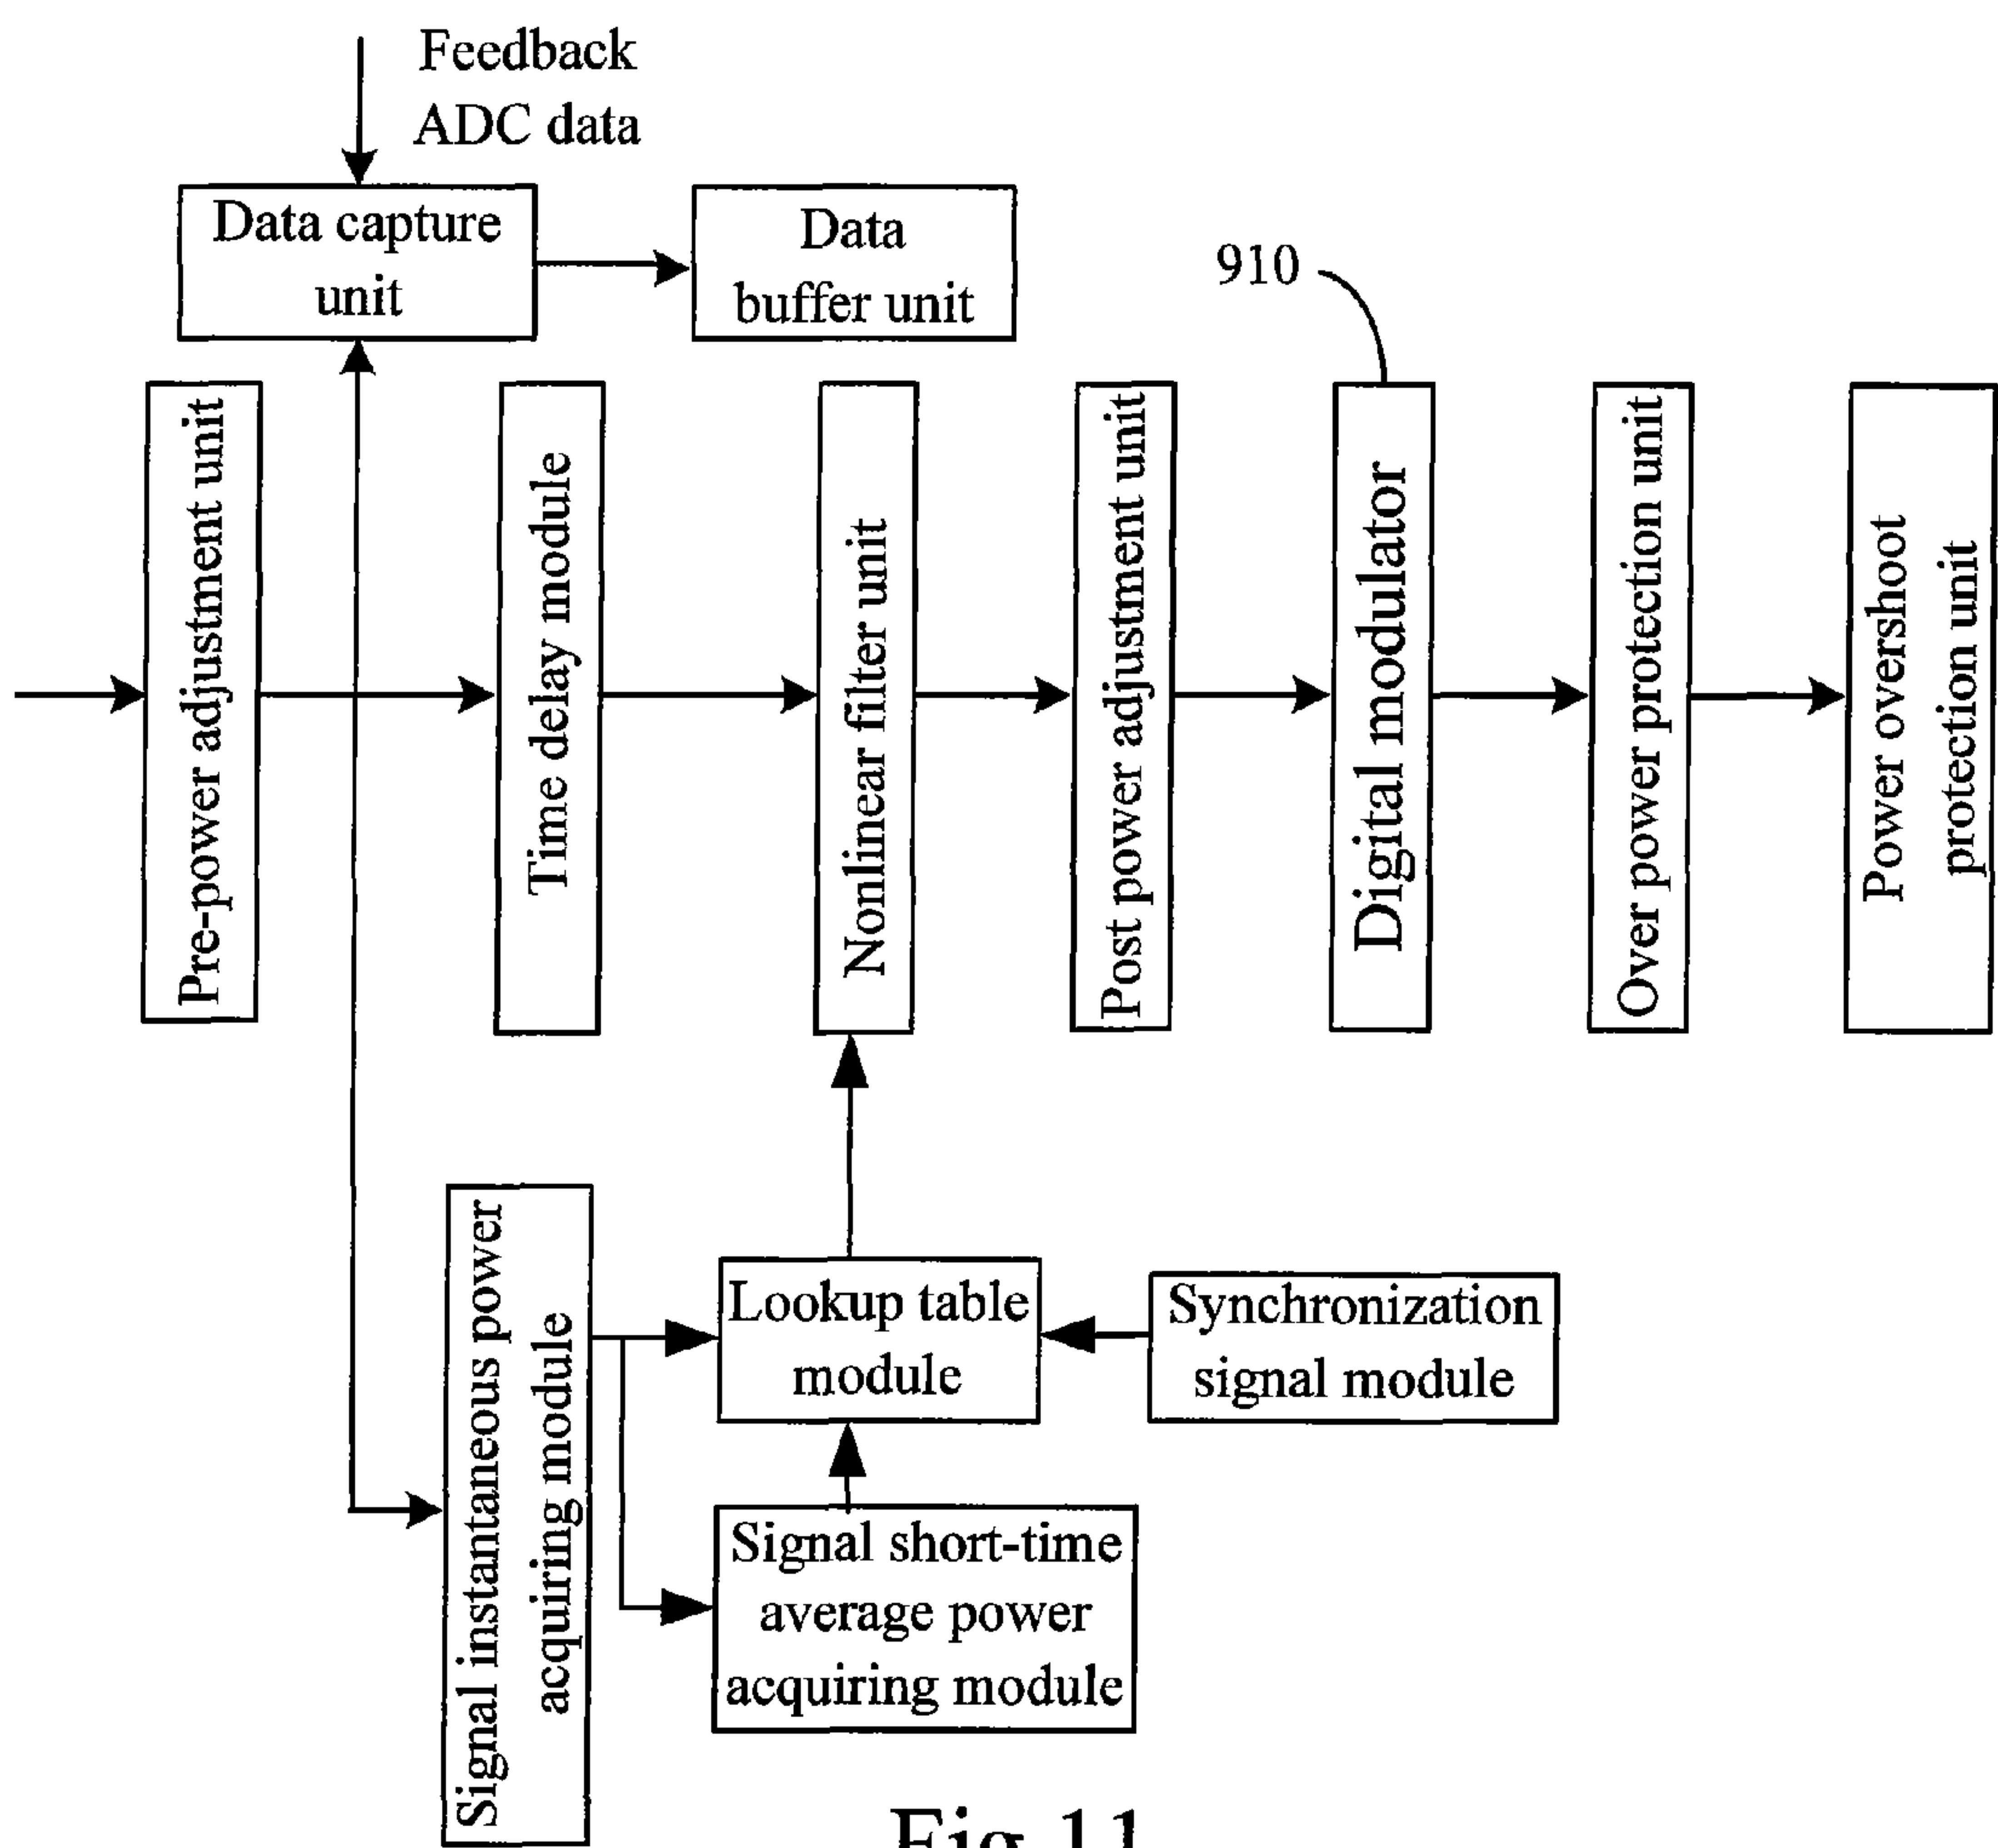 Feedback
ADC data
Data capture
unit
Data
buffer unit
910
Pre-power adjustment unit
Time delay module
Nonlinear filter unit
Post power adjustment unit
Digital modulator
Over power protection unit
Power overshoot
protection unit
Signal instantaneous power
acquiring module
Lookup table
module
Synchronization
signal module
Signal short-time
average power
acquiring module
Fig.11